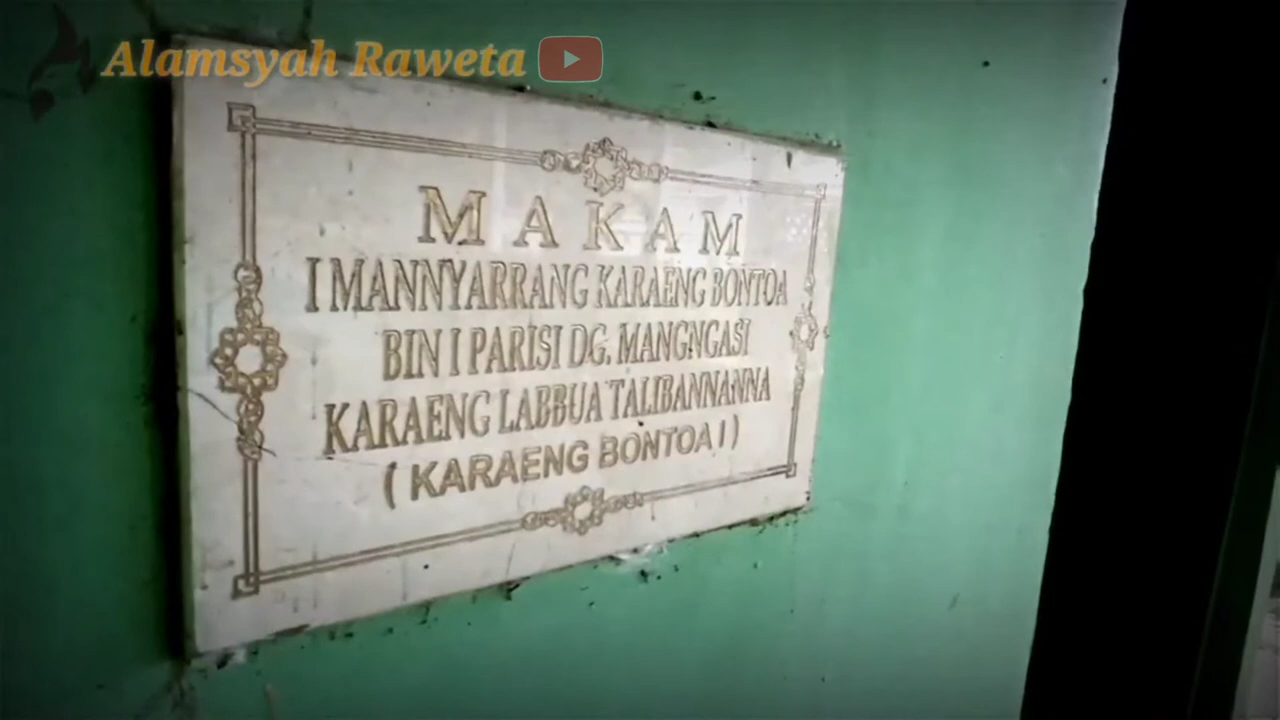 Alamsyah Raweta
MAKAM
I MANNYARRANG KARAENG BONTOA
BIN I PARISI DG. MANGNGASI
KARAENG LABBUA TALIBANNANNA
( KARAENG BONTOA I )